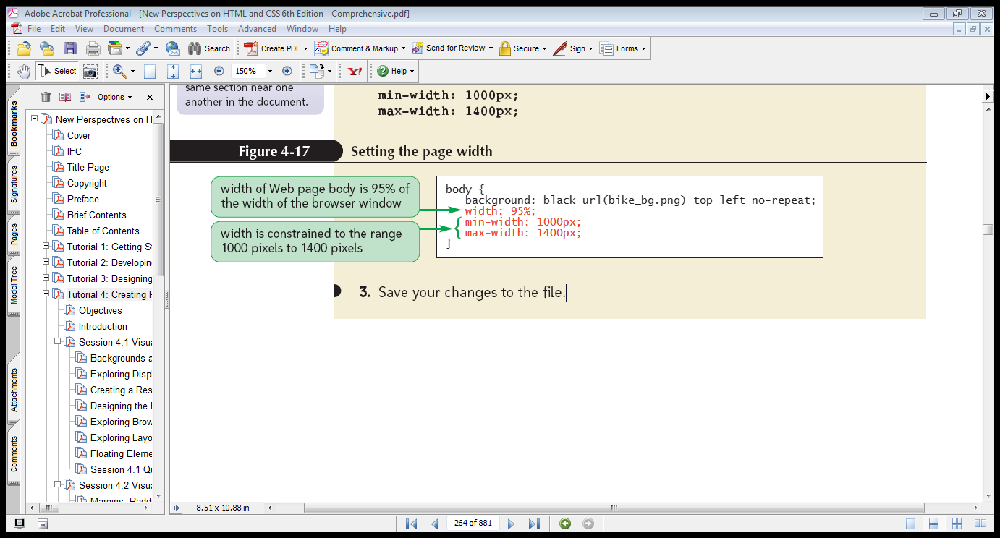 Adobe Acrobat Professional - [New Perspectives on HTML and CSS 6th Edition - Comprehensive.pdf]
File Edit View Document Comments Tools Advanced Window Help
Search Create PDF Comment & Markup Send for Review Secure Sign Forms
Select 150% Y! Help
Options
Bookmarks
Signatures
Pages
Model Tree
Attachments
Comments
New Perspectives on H
Cover
IFC
Title Page
Copyright
Preface
Brief Contents
Table of Contents
Tutorial 1: Getting S
Tutorial 2: Developin
Tutorial 3: Designing
Tutorial 4: Creating
Objectives
Introduction
Session 4.1 Visu
Backgrounds a
Exploring Disp
Creating a Res
Designing the
Exploring Brow
Exploring Layo
Floating Eleme
Session 4.1 Q
Session 4.2 Visu
same section near one
another in the document.
min-width: 1000px;
max-width: 1400px;
Figure 4-17 Setting the page width
width of Web page body is 95% of
the width of the browser window
width is constrained to the range
1000 pixels to 1400 pixels
body {
background: black url(bike_bg.png) top left no-repeat;
width: 95%;
min-width: 1000px;
max-width: 1400px;
}
3. Save your changes to the file.
8.51 x 10.88 in
264 of 881